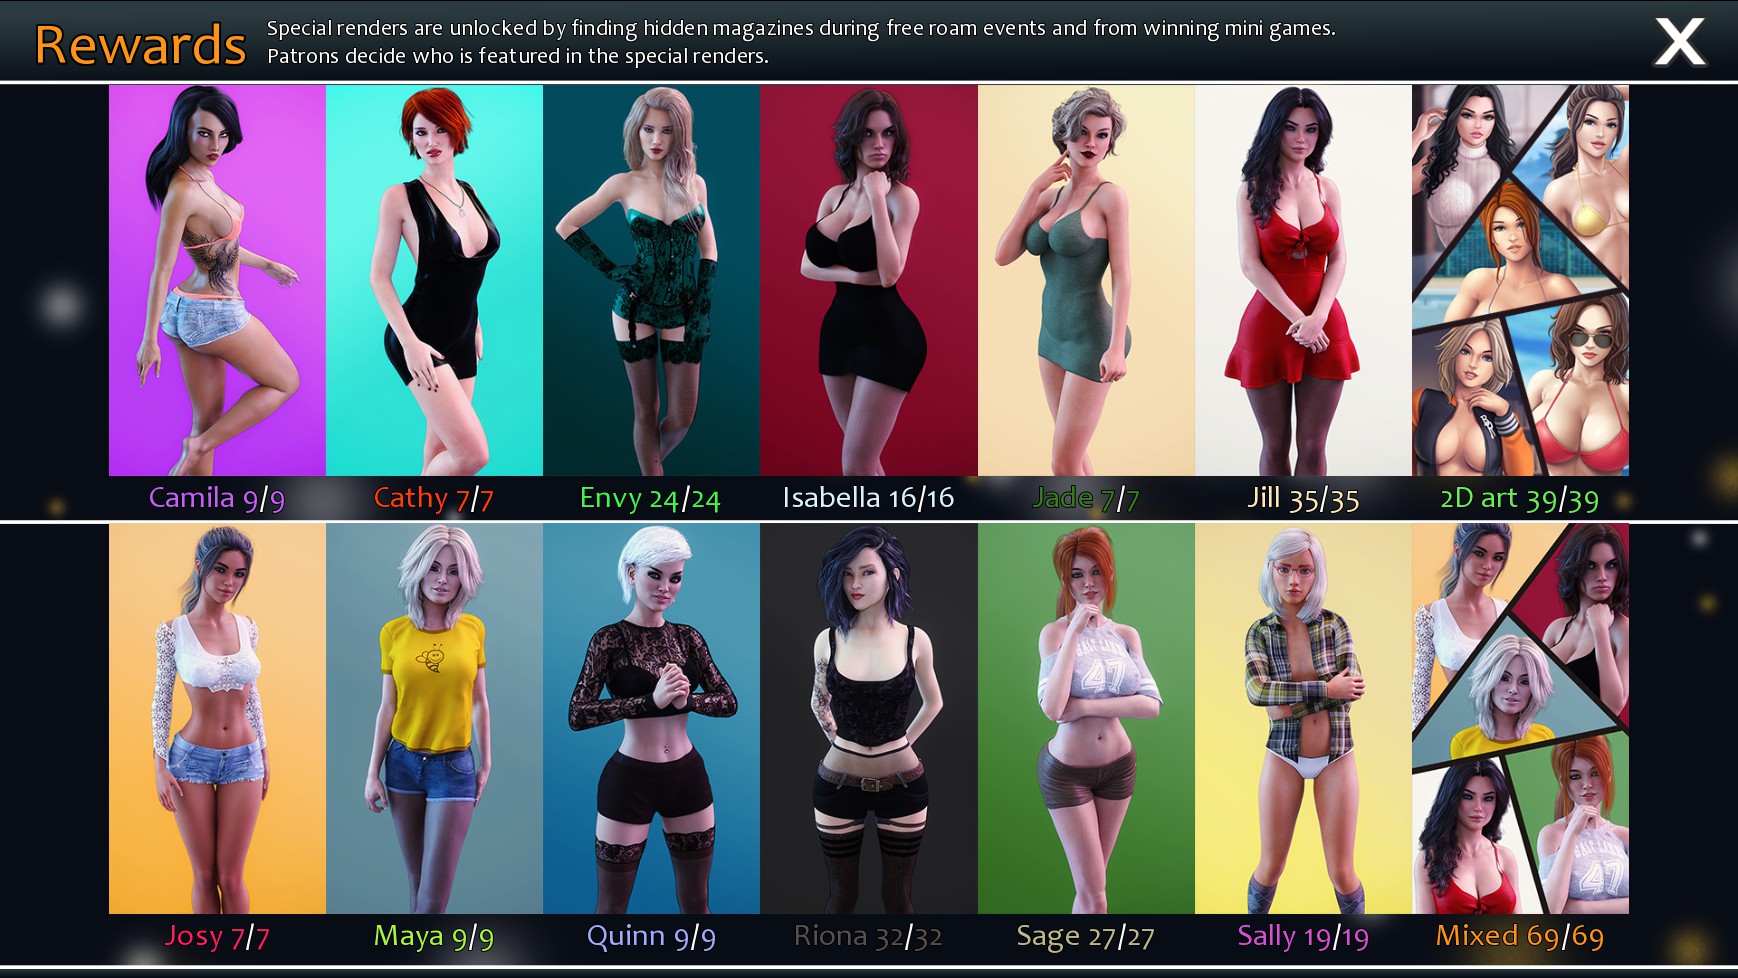 Rewards
Special renders are unlocked by finding hidden magazines during free roam events and from winning mini games.
Patrons decide who is featured in the special renders.
X
Camila 9/9
Cathy 7/7
Envy 24/24
Isabella 16/16
Jade 7/7
Jill 35/35
2D art 39/39
47
47
Josy 7/7
Maya 9/9
Quinn 9/9
Riona 32/32
Sage 27/27
Sally 19/19
Mixed 69/69